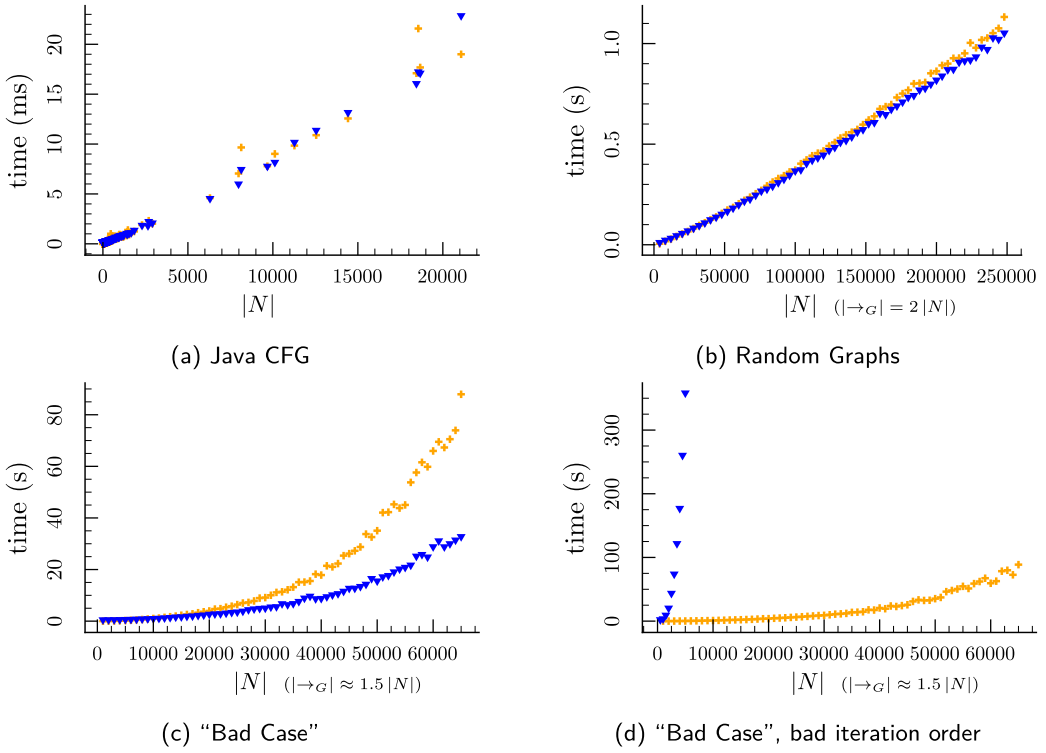 20
15
10
5
0
time (ms)
0 5000 10000 15000 20000
|N|
(a) Java CFG
1.0
0.5
0.0
time (s)
0 50000 100000 150000 200000 250000
|N| (|→G| = 2 |N|)
(b) Random Graphs
80
60
40
20
0
time (s)
0 10000 20000 30000 40000 50000 60000
|N| (|→G| ≈ 1.5 |N|)
(c) “Bad Case”
300
200
100
0
time (s)
0 10000 20000 30000 40000 50000 60000
|N| (|→G| ≈ 1.5 |N|)
(d) “Bad Case”, bad iteration order